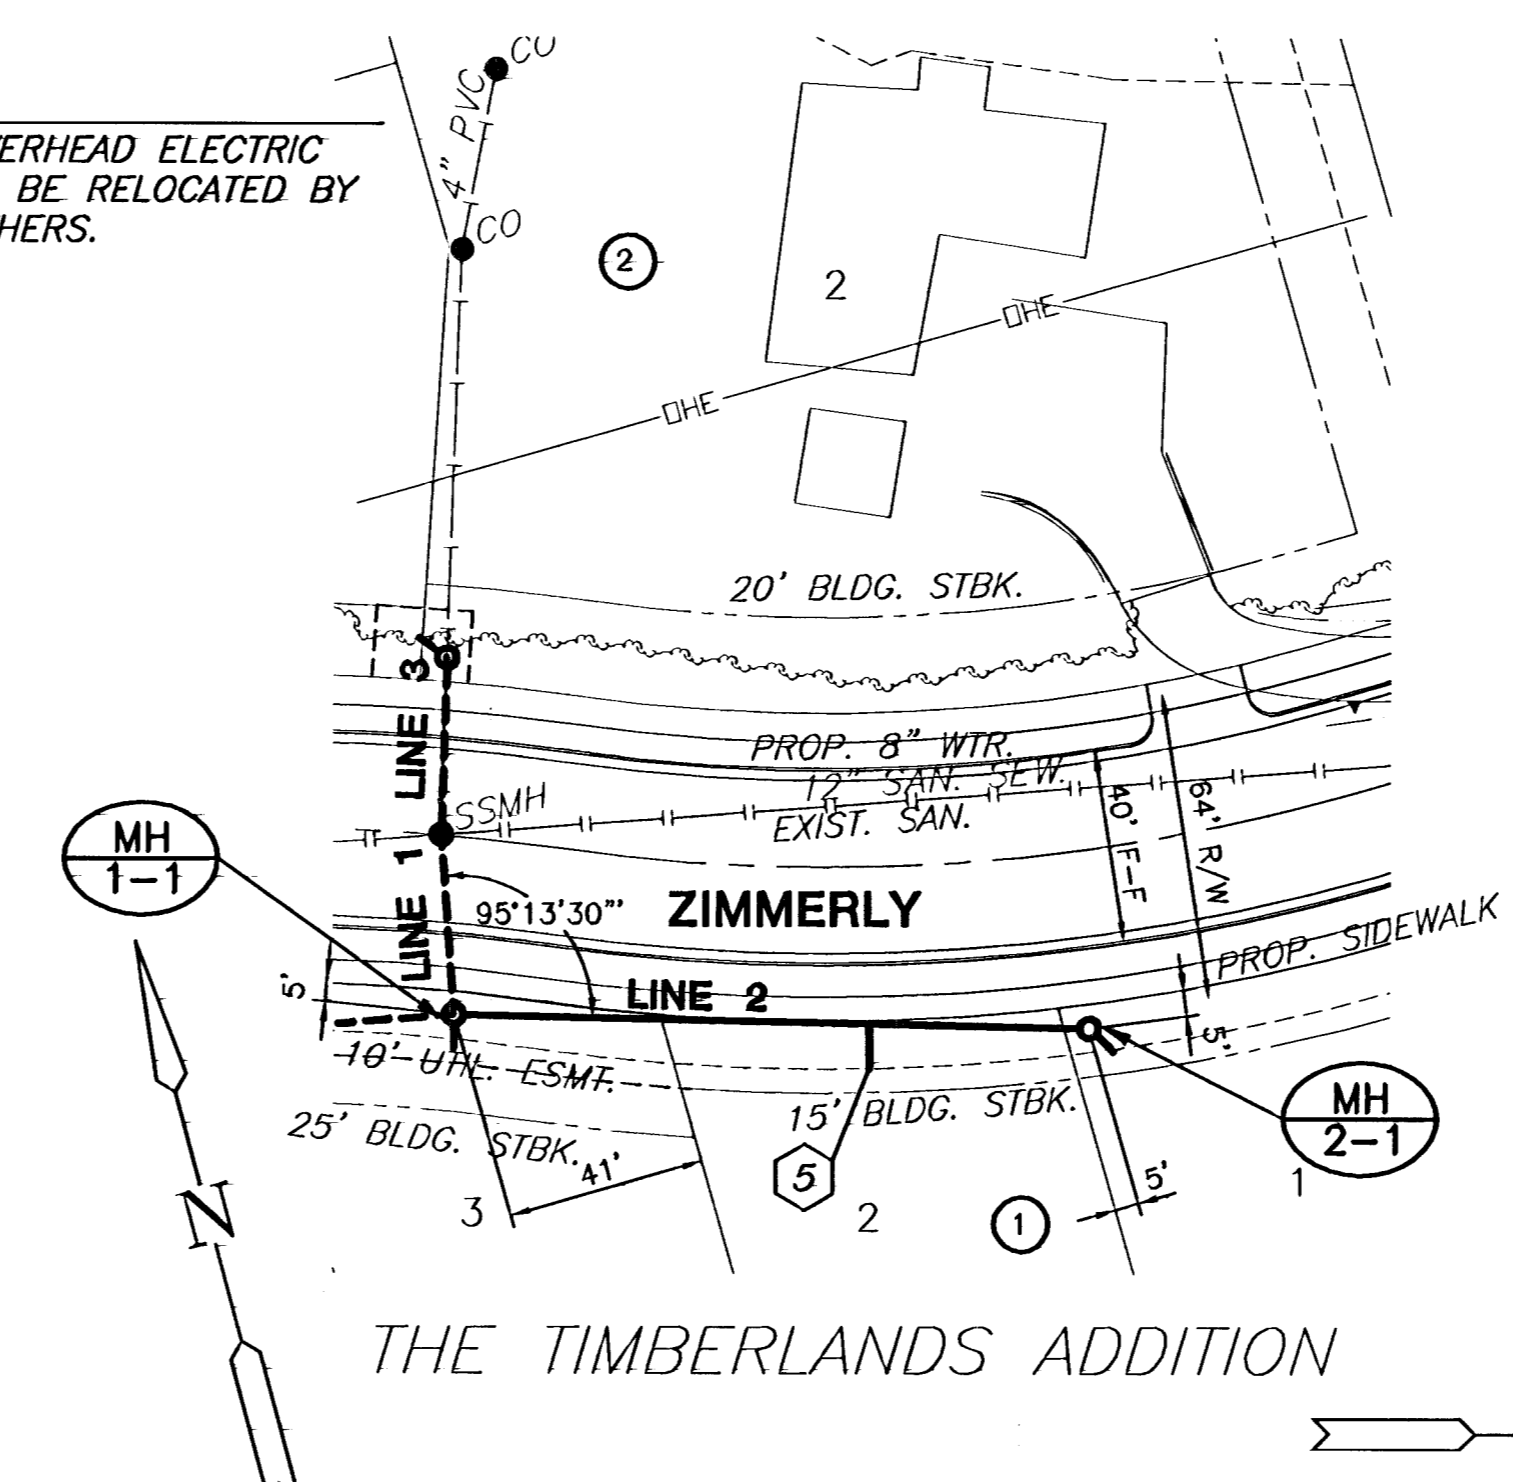 CO
4" PVC
ERHEAD ELECTRIC
BE RELOCATED BY
HERS.
CO
2
2
OHE
OHE
20' BLDG. STBK.
LINE 3
PROP. 8" WTR.
12" SAN. SEW.
SSMH
EXIST. SAN.
40' F-F
64' R/W
MH
1-1
LINE 1
95°13'30"'
ZIMMERLY
PROP. SIDEWALK
5'
LINE 2
5'
10' UTIL. ESMT.
25' BLDG. STBK.
15' BLDG. STBK.
MH
2-1
41'
5
5'
1
3
2
1
N
THE TIMBERLANDS ADDITION